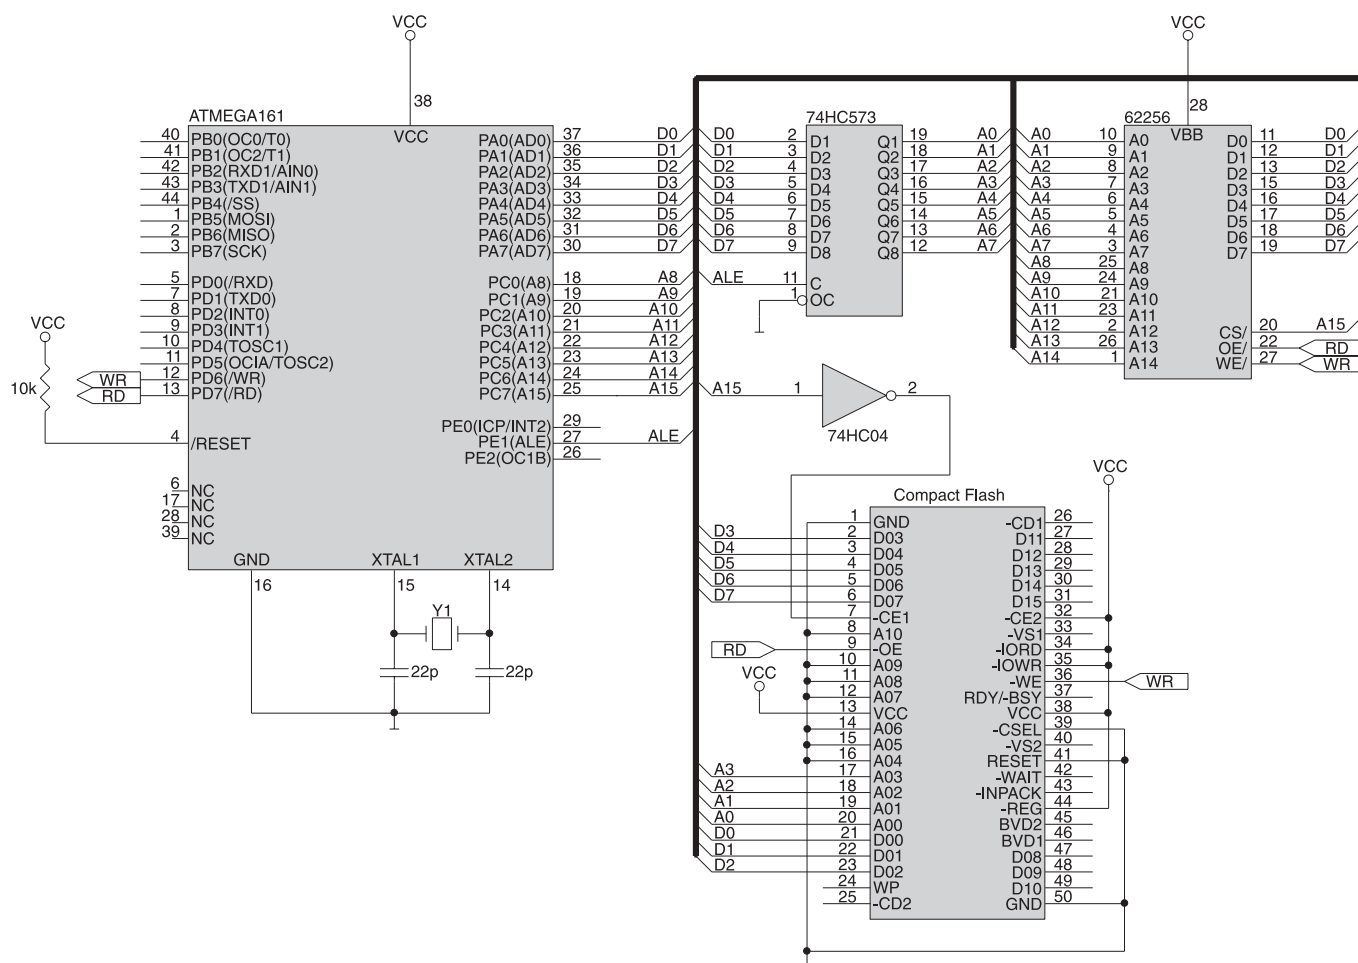 VCC
38
ATMEGA161
VCC
40 PB0(OC0/T0) PA0(AD0) 37 D0
41 PB1(OC2/T1) PA1(AD1) 36 D1
42 PB2(RXD1/AIN0) PA2(AD2) 35 D2
43 PB3(TXD1/AIN1) PA3(AD3) 34 D3
44 PB4(/SS) PA4(AD4) 33 D4
1 PB5(MOSI) PA5(AD5) 32 D5
2 PB6(MISO) PA6(AD6) 31 D6
3 PB7(SCK) PA7(AD7) 30 D7
5 PD0(/RXD) PC0(A8) 18 A8
7 PD1(TXD0) PC1(A9) 19 A9
8 PD2(INT0) PC2(A10) 20 A10
9 PD3(INT1) PC3(A11) 21 A11
10 PD4(TOSC1) PC4(A12) 22 A12
11 PD5(OCIA/TOSC2) PC5(A13) 23 A13
WR 12 PD6(/WR) PC6(A14) 24 A14
RD 13 PD7(/RD) PC7(A15) 25 A15
VCC
10k
PE0(ICP/INT2) 29
4 /RESET PE1(ALE) 27 ALE
PE2(OC1B) 26
6 NC
17 NC
28 NC
39 NC
GND XTAL1 XTAL2
16 15 14
Y1
22p 22p
74HC573
D0 2 D1 Q1 19 A0
D1 3 D2 Q2 18 A1
D2 4 D3 Q3 17 A2
D3 5 D4 Q4 16 A3
D4 6 D5 Q5 15 A4
D5 7 D6 Q6 14 A5
D6 8 D7 Q7 13 A6
D7 9 D8 Q8 12 A7
ALE 11 C
1 OC
A15 1 2
74HC04
VCC
28
62256
VBB
A0 10 A0 D0 11 D0
A1 9 A1 D1 12 D1
A2 8 A2 D2 13 D2
A3 7 A3 D3 15 D3
A4 6 A4 D4 16 D4
A5 5 A5 D5 17 D5
A6 4 A6 D6 18 D6
A7 3 A7 D7 19 D7
A8 25 A8
A9 24 A9
A10 21 A10
A11 23 A11
A12 2 A12 CS/ 20 A15
A13 26 A13 OE/ 22 RD
A14 1 A14 WE/ 27 WR
VCC
Compact Flash
1 GND -CD1 26
D3 2 D03 D11 27
D4 3 D04 D12 28
D5 4 D05 D13 29
D6 5 D06 D14 30
D7 6 D07 D15 31
7 -CE1 -CE2 32
8 A10 -VS1 33
RD 9 -OE -IORD 34
10 A09 -IOWR 35
11 A08 -WE 36 WR
12 A07 RDY/-BSY 37
VCC 13 VCC VCC 38
14 A06 -CSEL 39
15 A05 -VS2 40
16 A04 RESET 41
A3 17 A03 -WAIT 42
A2 18 A02 -INPACK 43
A1 19 A01 -REG 44
A0 20 A00 BVD2 45
D0 21 D00 BVD1 46
D1 22 D01 D08 47
D2 23 D02 D09 48
24 WP D10 49
25 -CD2 GND 50